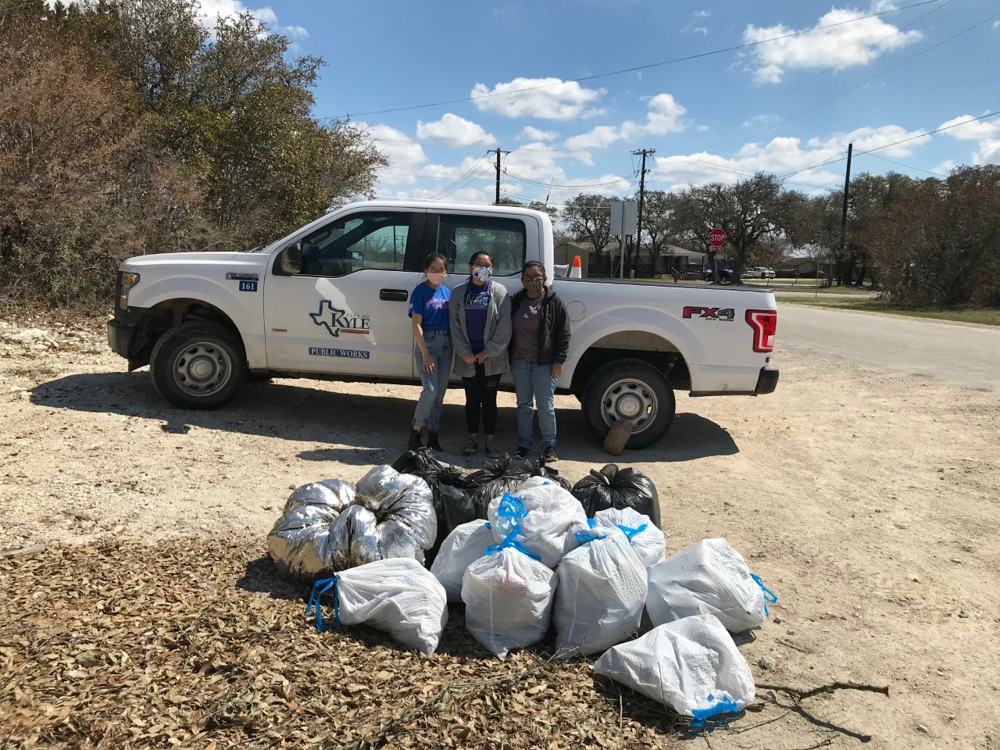 161
CITY OF
KYLE
PUBLIC WORKS
STOP
FX4
OFF ROAD